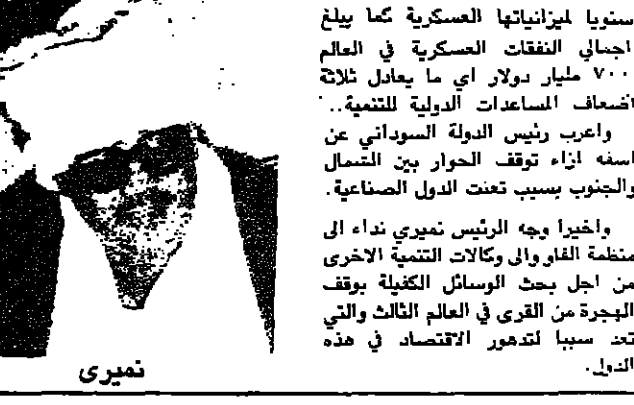 سنويا لميزانياتها العسكرية كما يبلغ
اجمالي النفقات العسكرية في العالم
٧٠٠ مليار دولار اي ما يعادل ثلاثة
اضعاف المساعدات الدولية للتنمية..
واعرب رئيس الدولة السوداني عن
اسفه ازاء توقف الحوار بين الشمال
والجنوب بسبب تعنت الدول الصناعية.
واخيرا وجه الرئيس نميري نداء الى
منظمة الفاو والى وكالات التنمية الاخرى
من اجل بحث الوسائل الكفيلة بوقف
الهجرة من القرى في العالم الثالث والتي
تعد سببا لتدهور الاقتصاد في هذه
الدول.
نميرى